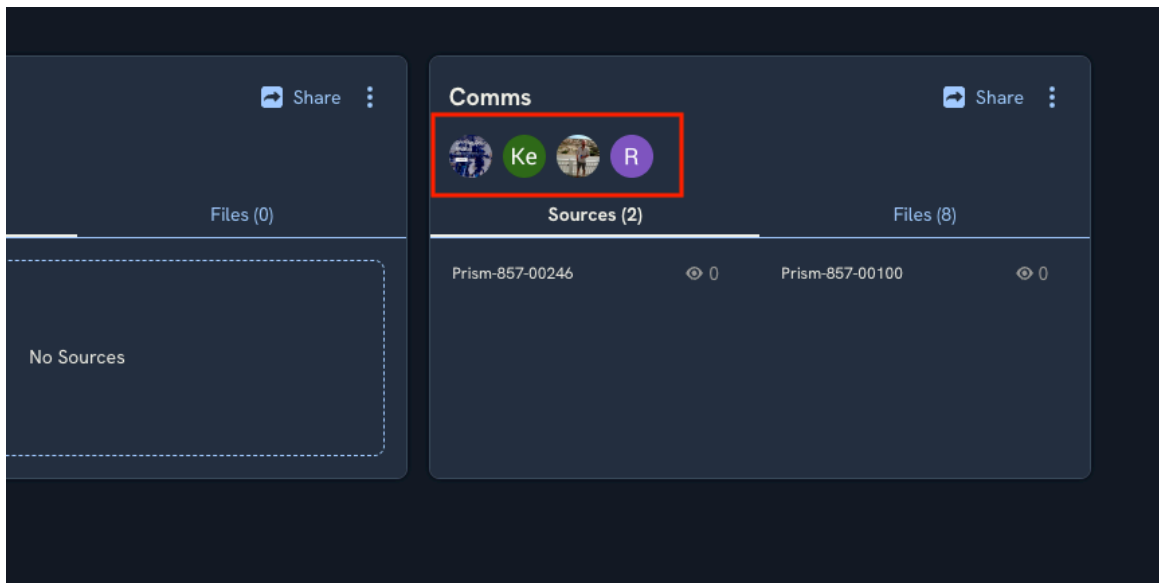 Share
Files (0)
No Sources
Comms
Share
Ke
R
Sources (2)
Files (8)
Prism-857-00246
0
Prism-857-00100
0